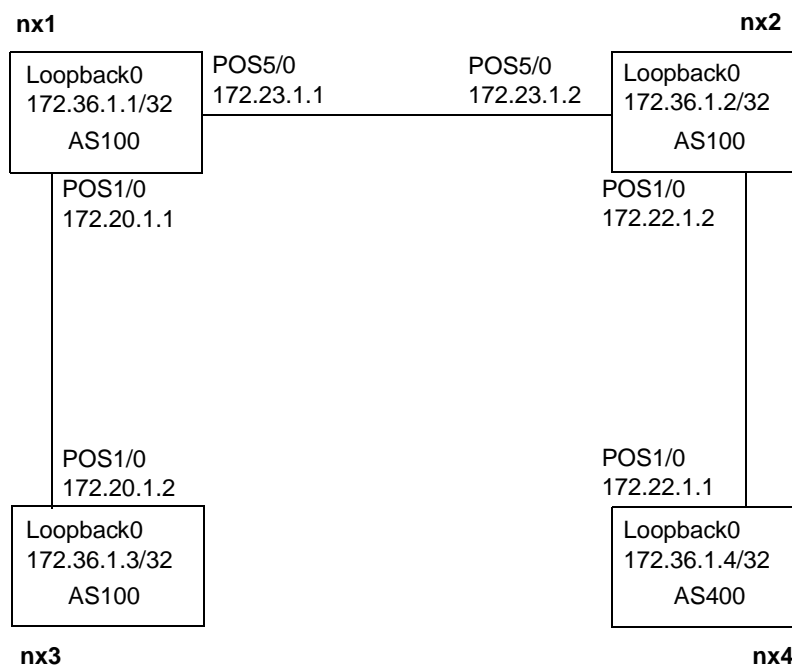 nx1
nx2
Loopback0
172.36.1.1/32
AS100
POS5/0
172.23.1.1
POS5/0
172.23.1.2
Loopback0
172.36.1.2/32
AS100
POS1/0
172.20.1.1
POS1/0
172.22.1.2
POS1/0
172.20.1.2
POS1/0
172.22.1.1
Loopback0
172.36.1.3/32
AS100
Loopback0
172.36.1.4/32
AS400
nx3
nx4